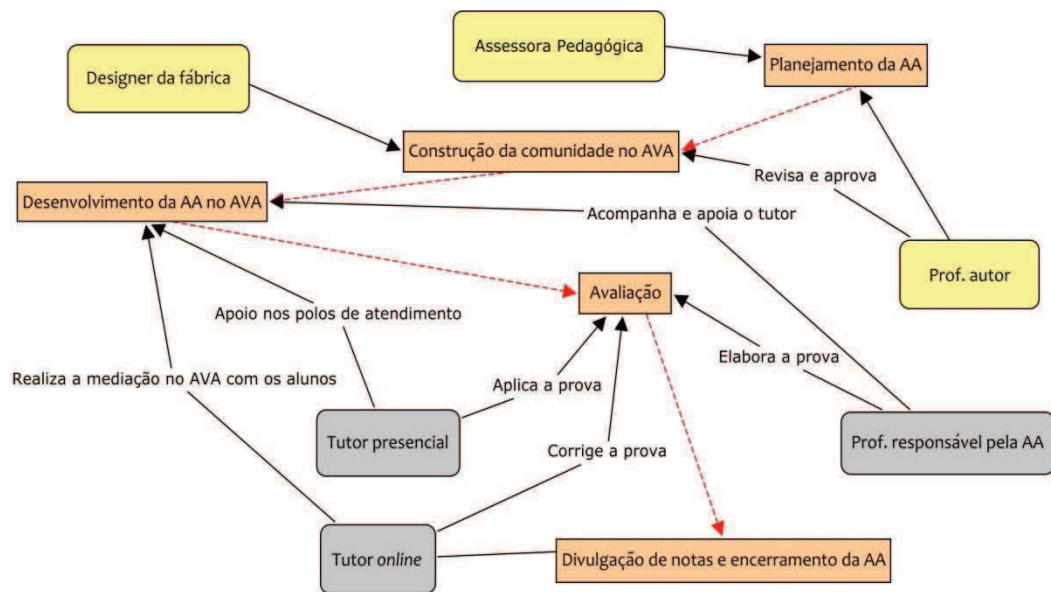 Assessora Pedagógica
Planejamento da AA
Designer da fábrica
Construção da comunidade no AVA
Revisa e aprova
Desenvolvimento da AA no AVA
Acompanha e apoia o tutor
Prof. autor
Avaliação
Apoio nos polos de atendimento
Elabora a prova
Realiza a mediação no AVA com os alunos
Aplica a prova
Tutor presencial
Prof. responsável pela AA
Corrige a prova
Tutor online
Divulgação de notas e encerramento da AA